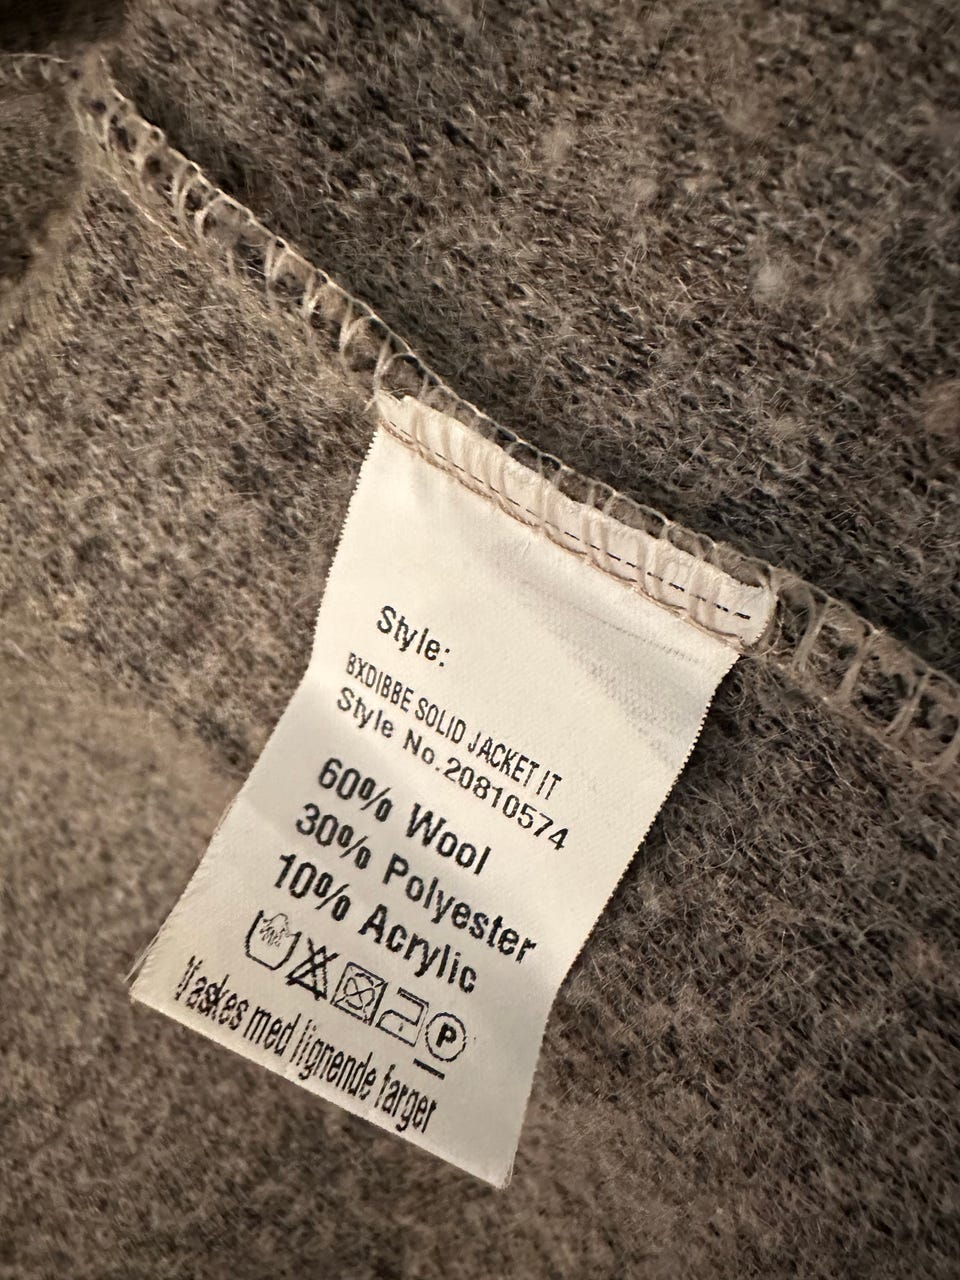 Style:
BXDIBBE SOLID JACKET IT
Style No.20810574
60% Wool
30% Polyester
10% Acrylic
P
Vaskes med lignende farger